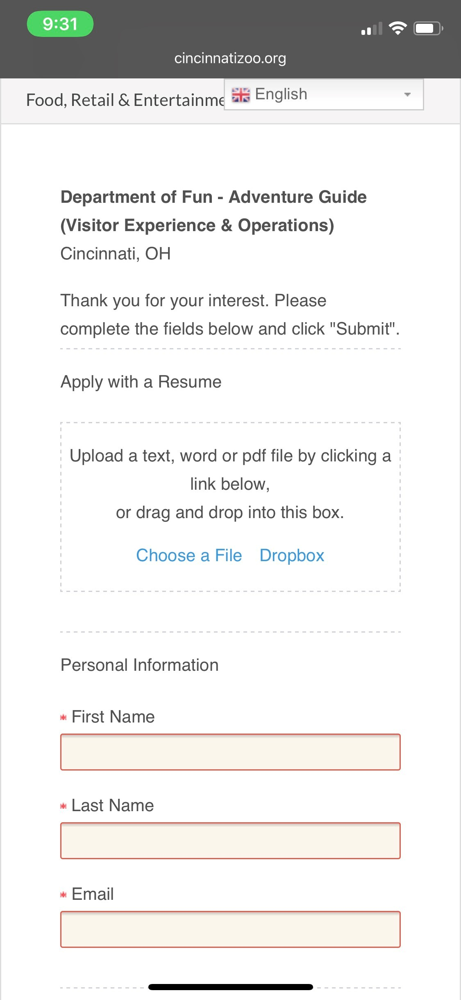 9:31
cincinnatizoo.org
Food, Retail & Entertainme
English
Department of Fun - Adventure Guide
(Visitor Experience & Operations)
Cincinnati, OH
Thank you for your interest. Please
complete the fields below and click "Submit".
Apply with a Resume
Upload a text, word or pdf file by clicking a
link below,
or drag and drop into this box.
Choose a File Dropbox
Personal Information
* First Name
* Last Name
* Email